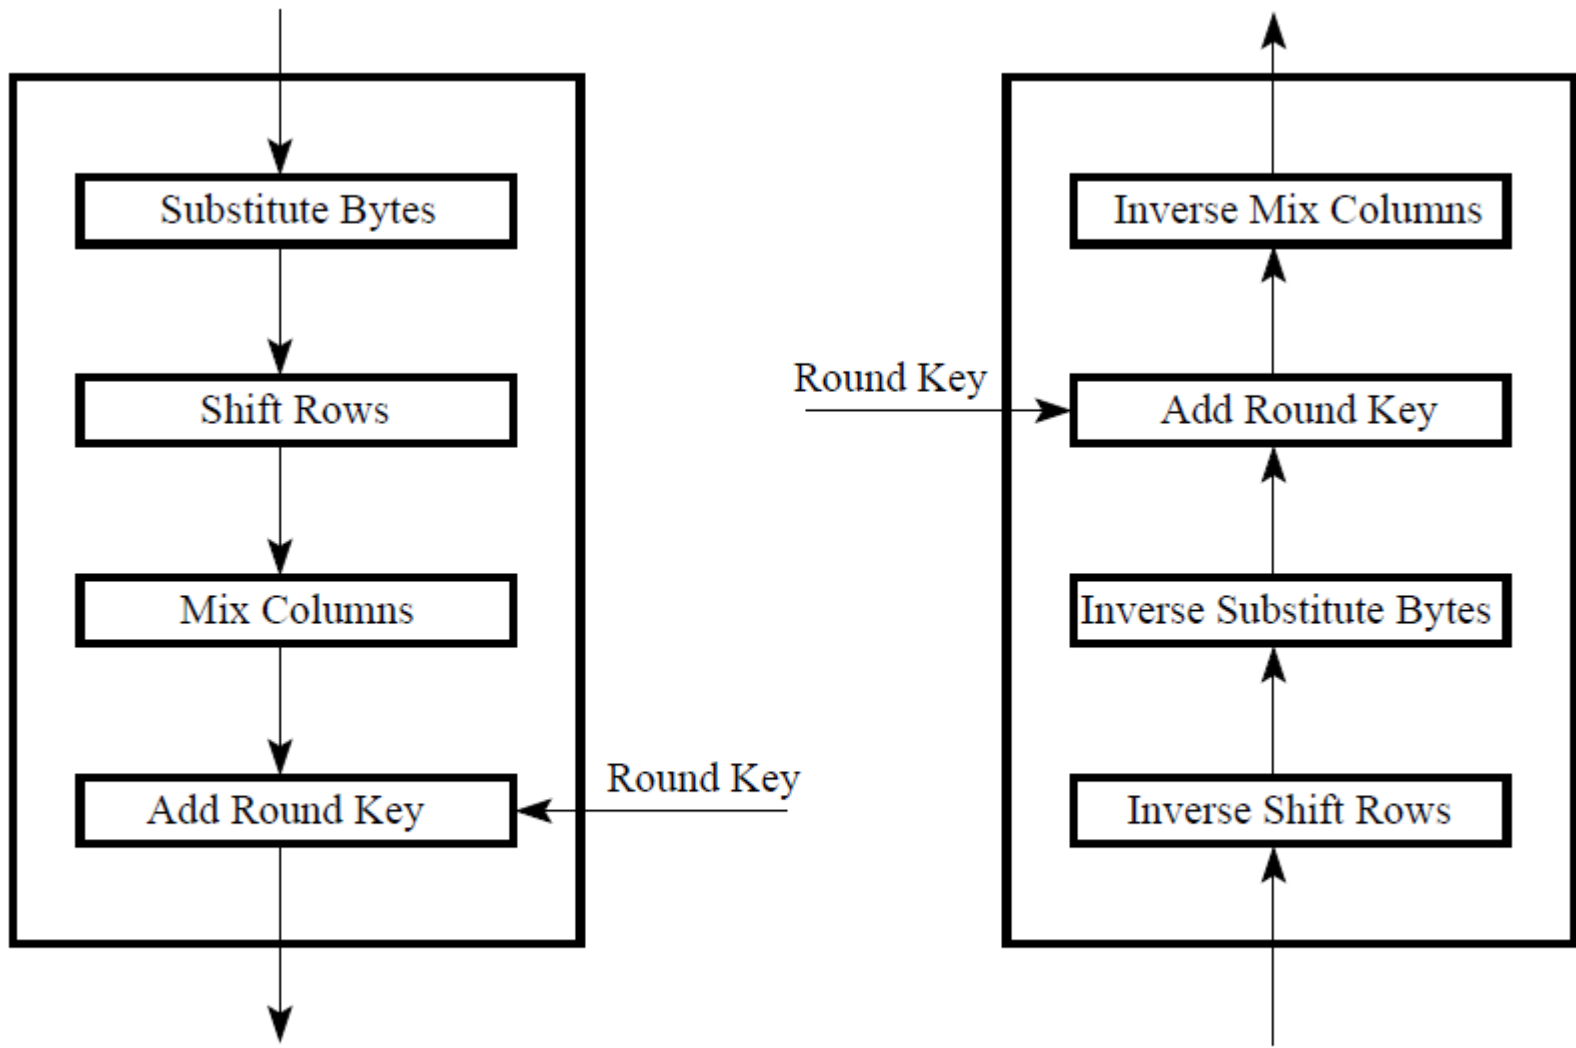 Substitute Bytes
Shift Rows
Mix Columns
Add Round Key
Round Key
Inverse Mix Columns
Round Key
Add Round Key
Inverse Substitute Bytes
Inverse Shift Rows